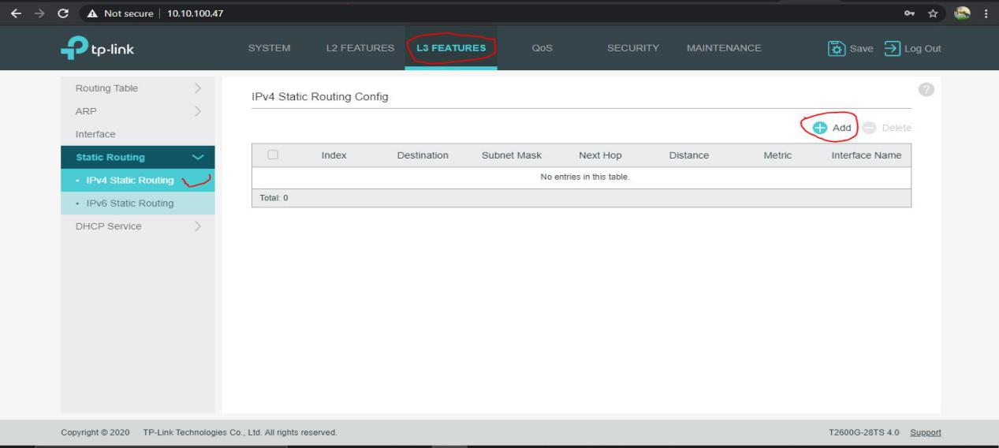 Not secure | 10.10.100.47
tp-link
SYSTEM L2 FEATURES L3 FEATURES QoS SECURITY MAINTENANCE Save Log Out
Routing Table
ARP
Interface
Static Routing
• IPv4 Static Routing
• IPv6 Static Routing
DHCP Service
IPv4 Static Routing Config
?
Add Delete
Index Destination Subnet Mask Next Hop Distance Metric Interface Name
No entries in this table.
Total: 0
Copyright © 2020 TP-Link Technologies Co., Ltd. All rights reserved. T2600G-28TS 4.0 Support